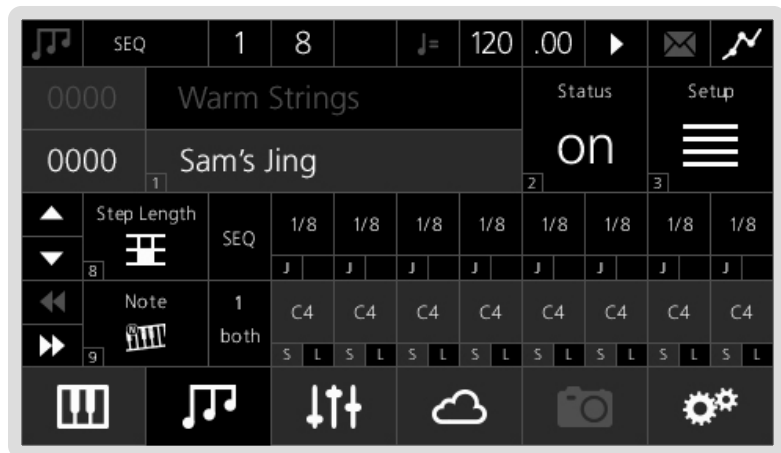 SEQ 1 8 ♩= 120 .00
0000 Warm Strings
Status Setup
0000 Sam's Jing
on
1 2 3
Step Length
SEQ 1/8 1/8 1/8 1/8 1/8 1/8 1/8 1/8
8 J J J J J J J
Note 1
C4 C4 C4 C4 C4 C4 C4 C4
N both
9 S L S L S L S L S L S L S L S L